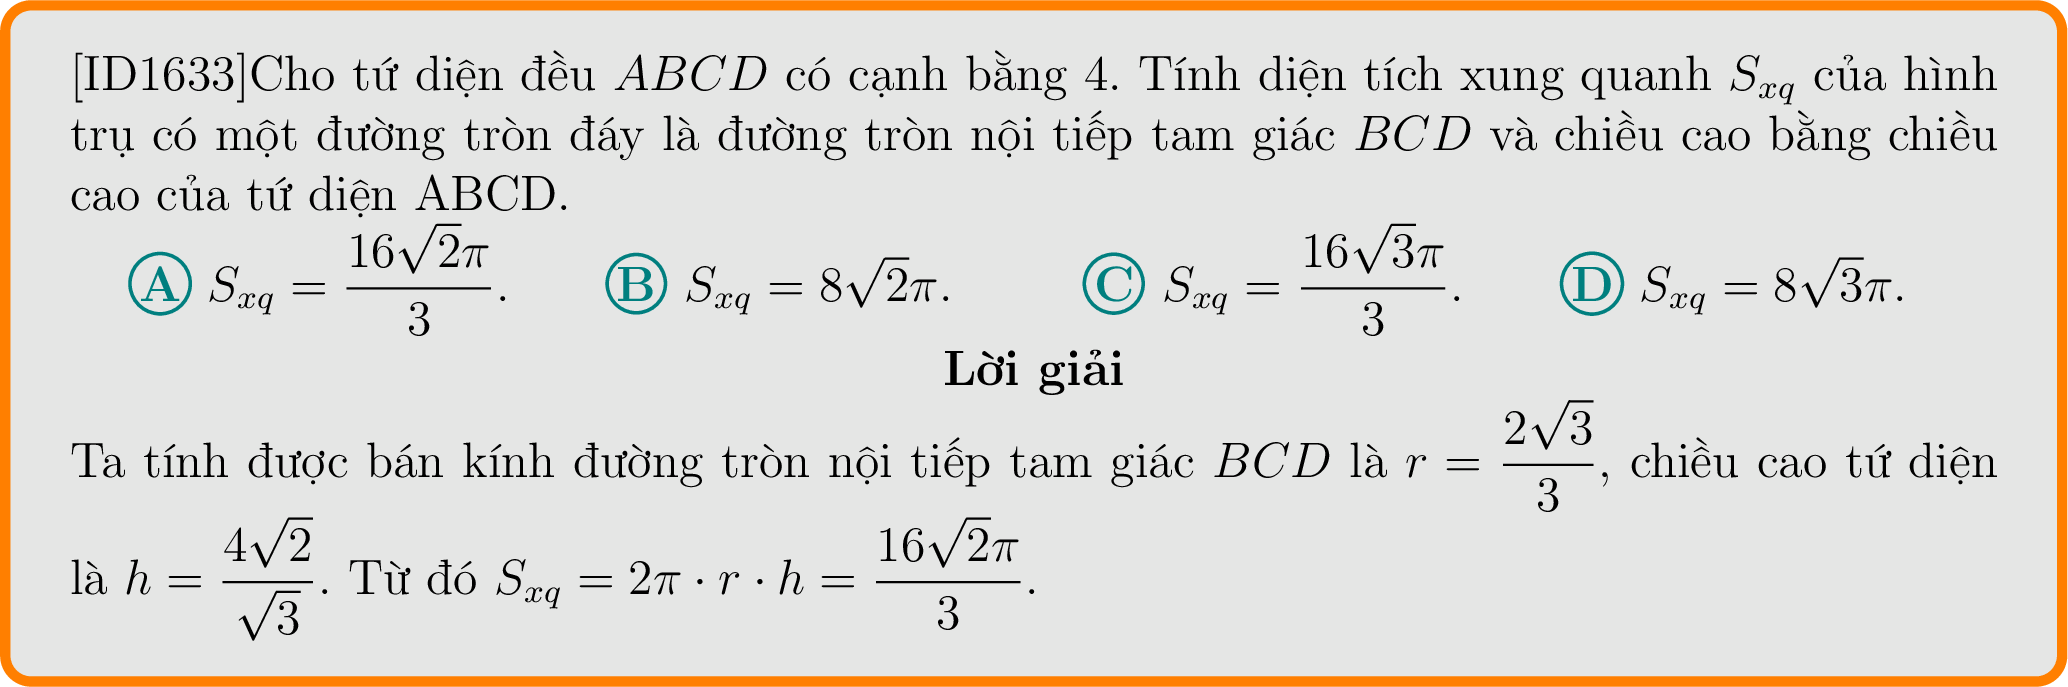 [ID1633]Cho tứ diện đều $ABCD$ có cạnh bằng 4. Tính diện tích xung quanh $S_{xq}$ của hình
trụ có một đường tròn đáy là đường tròn nội tiếp tam giác $BCD$ và chiều cao bằng chiều
cao của tứ diện ABCD.
Ⓐ $S_{xq} = \dfrac{16\sqrt{2}\pi}{3}$. Ⓑ $S_{xq} = 8\sqrt{2}\pi$. Ⓒ $S_{xq} = \dfrac{16\sqrt{3}\pi}{3}$. Ⓓ $S_{xq} = 8\sqrt{3}\pi$.
Lời giải
Ta tính được bán kính đường tròn nội tiếp tam giác $BCD$ là $r = \dfrac{2\sqrt{3}}{3}$, chiều cao tứ diện
là $h = \dfrac{4\sqrt{2}}{\sqrt{3}}$. Từ đó $S_{xq} = 2\pi \cdot r \cdot h = \dfrac{16\sqrt{2}\pi}{3}$.